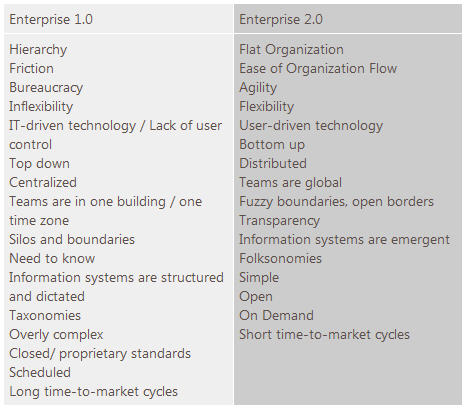 Enterprise 1.0
Hierarchy
Friction
Bureaucracy
Inflexibility
IT-driven technology / Lack of user
control
Top down
Centralized
Teams are in one building / one
time zone
Silos and boundaries
Need to know
Information systems are structured
and dictated
Taxonomies
Overly complex
Closed/ proprietary standards
Scheduled
Long time-to-market cycles
Enterprise 2.0
Flat Organization
Ease of Organization Flow
Agility
Flexibility
User-driven technology
Bottom up
Distributed
Teams are global
Fuzzy boundaries, open borders
Transparency
Information systems are emergent
Folksonomies
Simple
Open
On Demand
Short time-to-market cycles